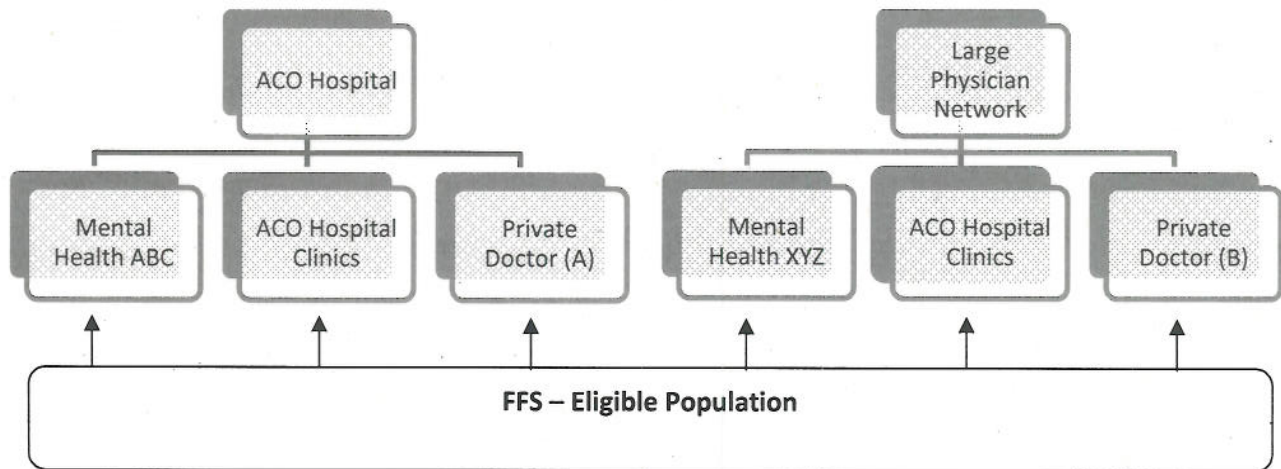 ACO Hospital
Large
Physician
Network
Mental
Health ABC
ACO Hospital
Clinics
Private
Doctor (A)
Mental
Health XYZ
ACO Hospital
Clinics
Private
Doctor (B)
FFS – Eligible Population